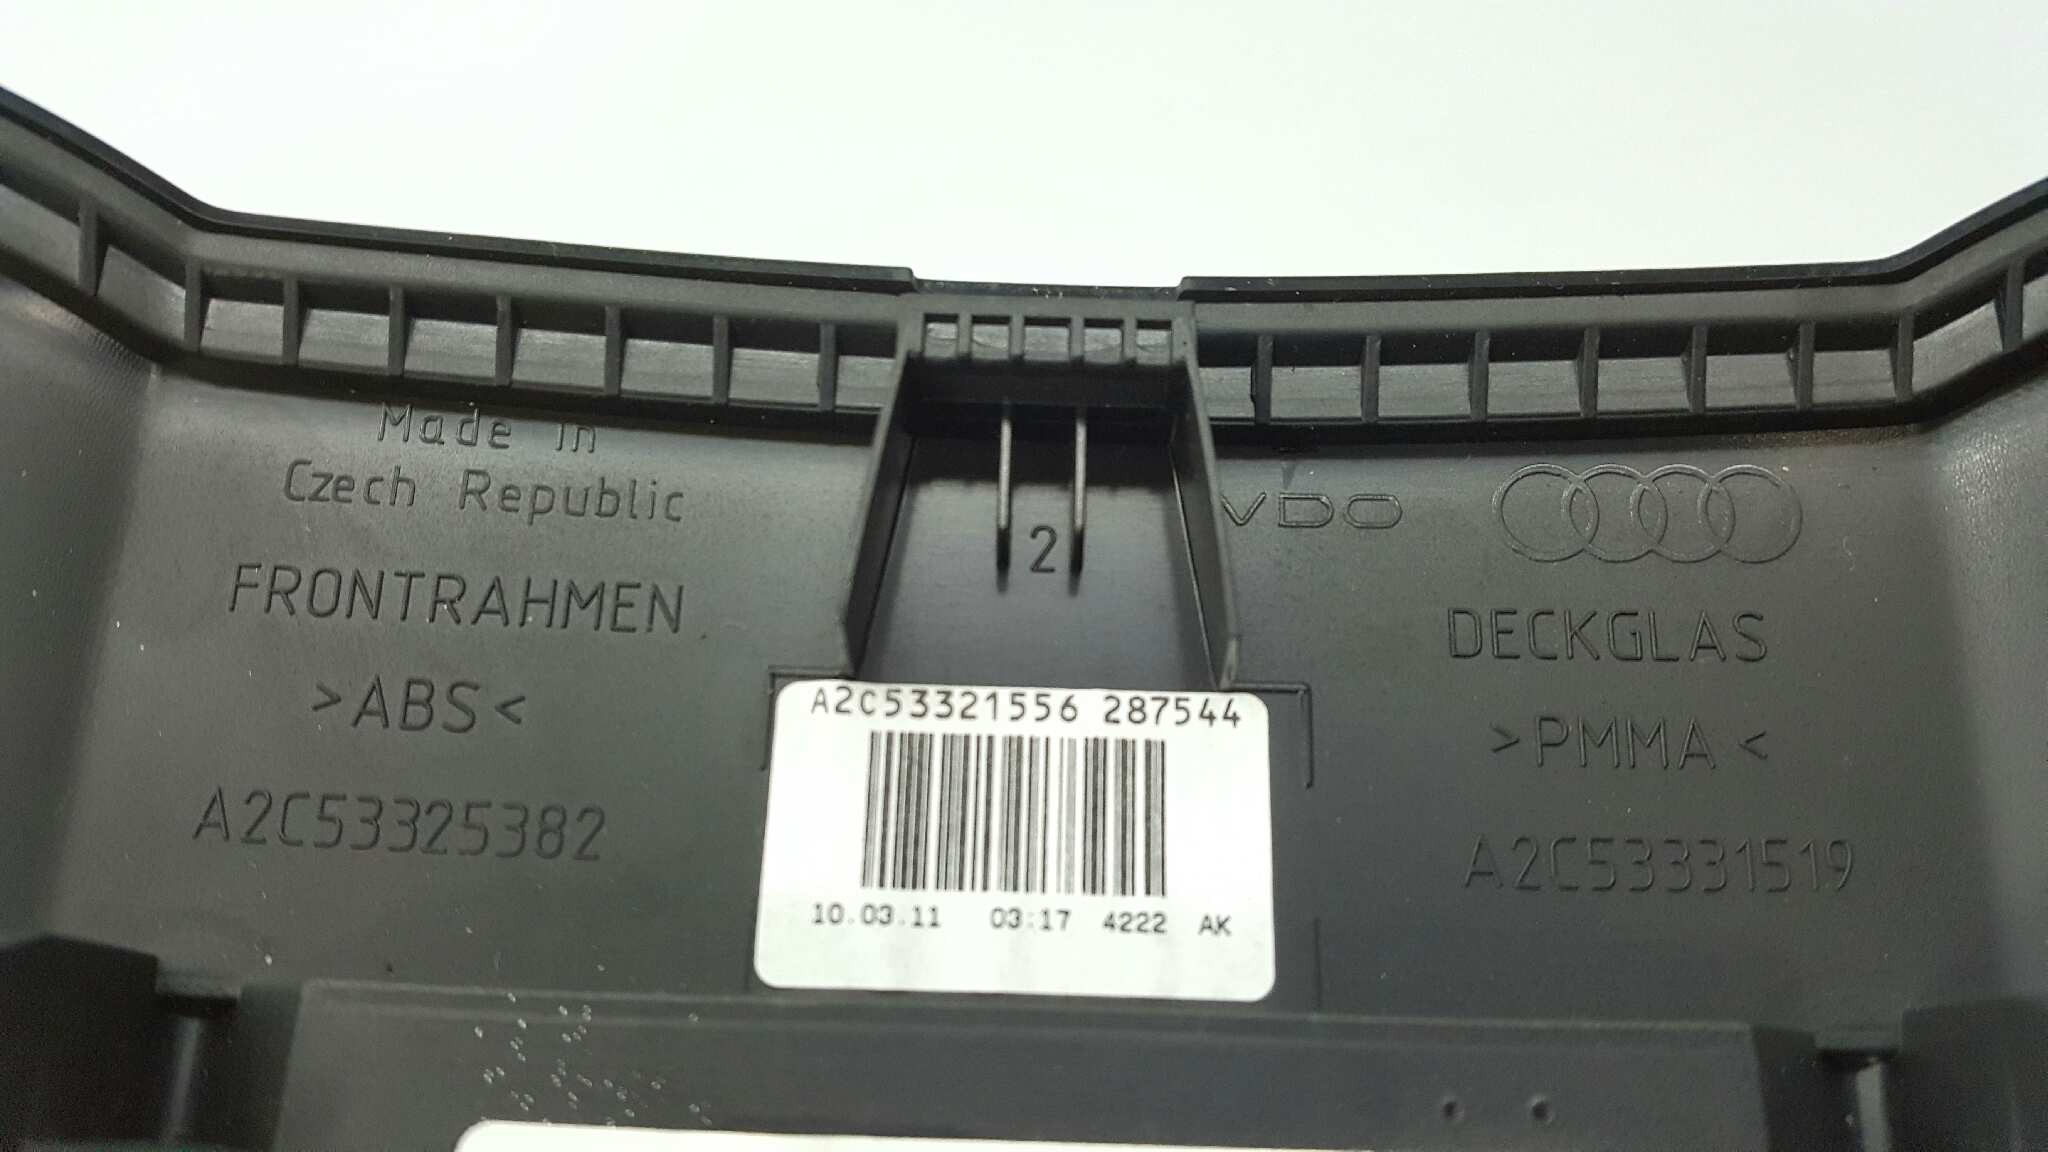 Made in
Czech Republic
FRONTRAHMEN
>ABS<
A2C53325382
2
VDO
DECKGLAS
>PMMA<
A2C53331519
A2C53321556 287544
10.03.11 03:17 4222 AK